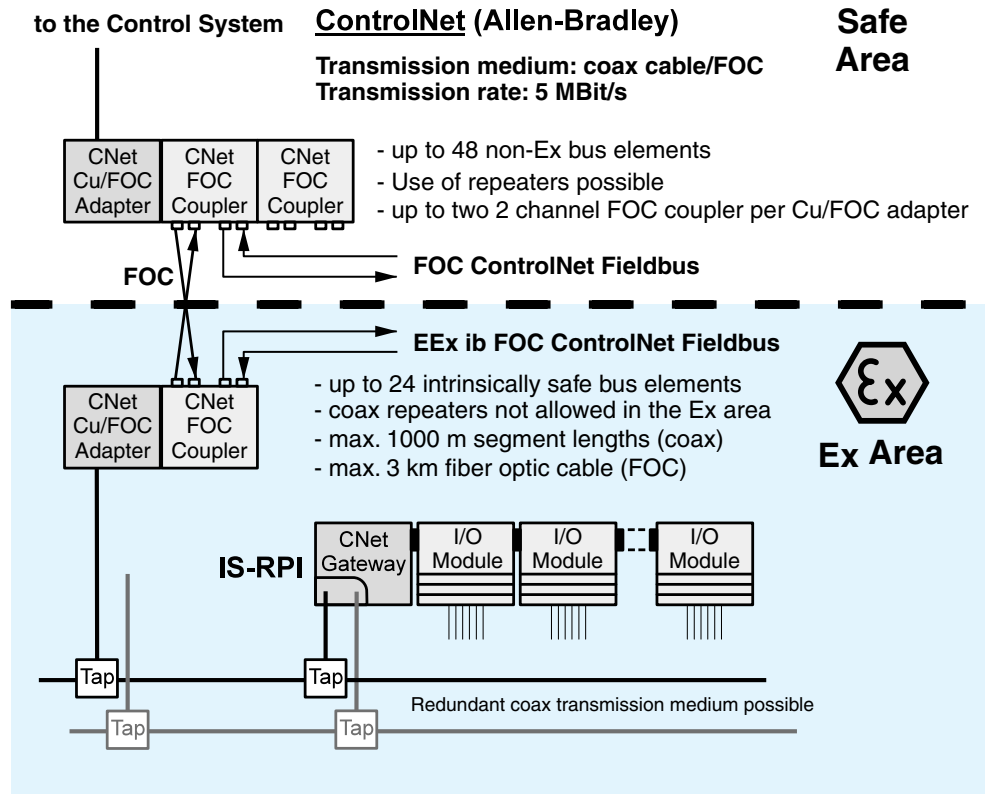 to the Control System
ControlNet (Allen-Bradley)
Safe
Area
Transmission medium: coax cable/FOC
Transmission rate: 5 MBit/s
CNet
Cu/FOC
Adapter
CNet
FOC
Coupler
CNet
FOC
Coupler
- up to 48 non-Ex bus elements
- Use of repeaters possible
- up to two 2 channel FOC coupler per Cu/FOC adapter
FOC
FOC ControlNet Fieldbus
EEx ib FOC ControlNet Fieldbus
CNet
Cu/FOC
Adapter
CNet
FOC
Coupler
- up to 24 intrinsically safe bus elements
- coax repeaters not allowed in the Ex area
- max. 1000 m segment lengths (coax)
- max. 3 km fiber optic cable (FOC)
Ex
Ex Area
IS-RPI
CNet
Gateway
I/O
Module
I/O
Module
I/O
Module
Tap
Tap
Redundant coax transmission medium possible
Tap
Tap